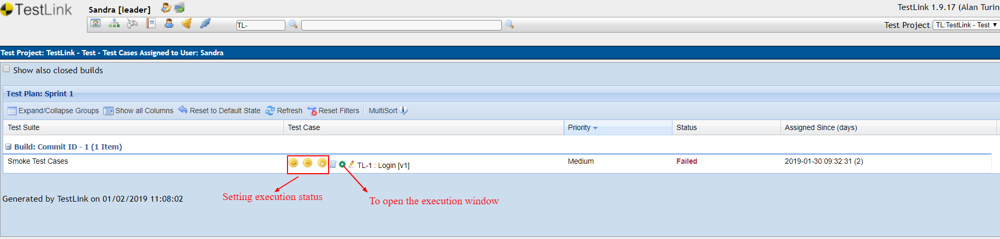 TestLink
Sandra [leader]
TestLink 1.9.17 (Alan Turin
TL-
Test Project TL:TestLink - Test
Test Project: TestLink - Test - Test Cases Assigned to User: Sandra
Show also closed builds
Test Plan: Sprint 1
Expand/Collapse Groups Show all Columns Reset to Default State Refresh Reset Filters MultiSort
Test Suite Test Case Priority Status Assigned Since (days)
Build: Commit ID - 1 (1 Item)
Smoke Test Cases TL-1 : Login [v1] Medium Failed 2019-01-30 09:32:31 (2)
Setting execution status
To open the execution window
Generated by TestLink on 01/02/2019 11:08:02